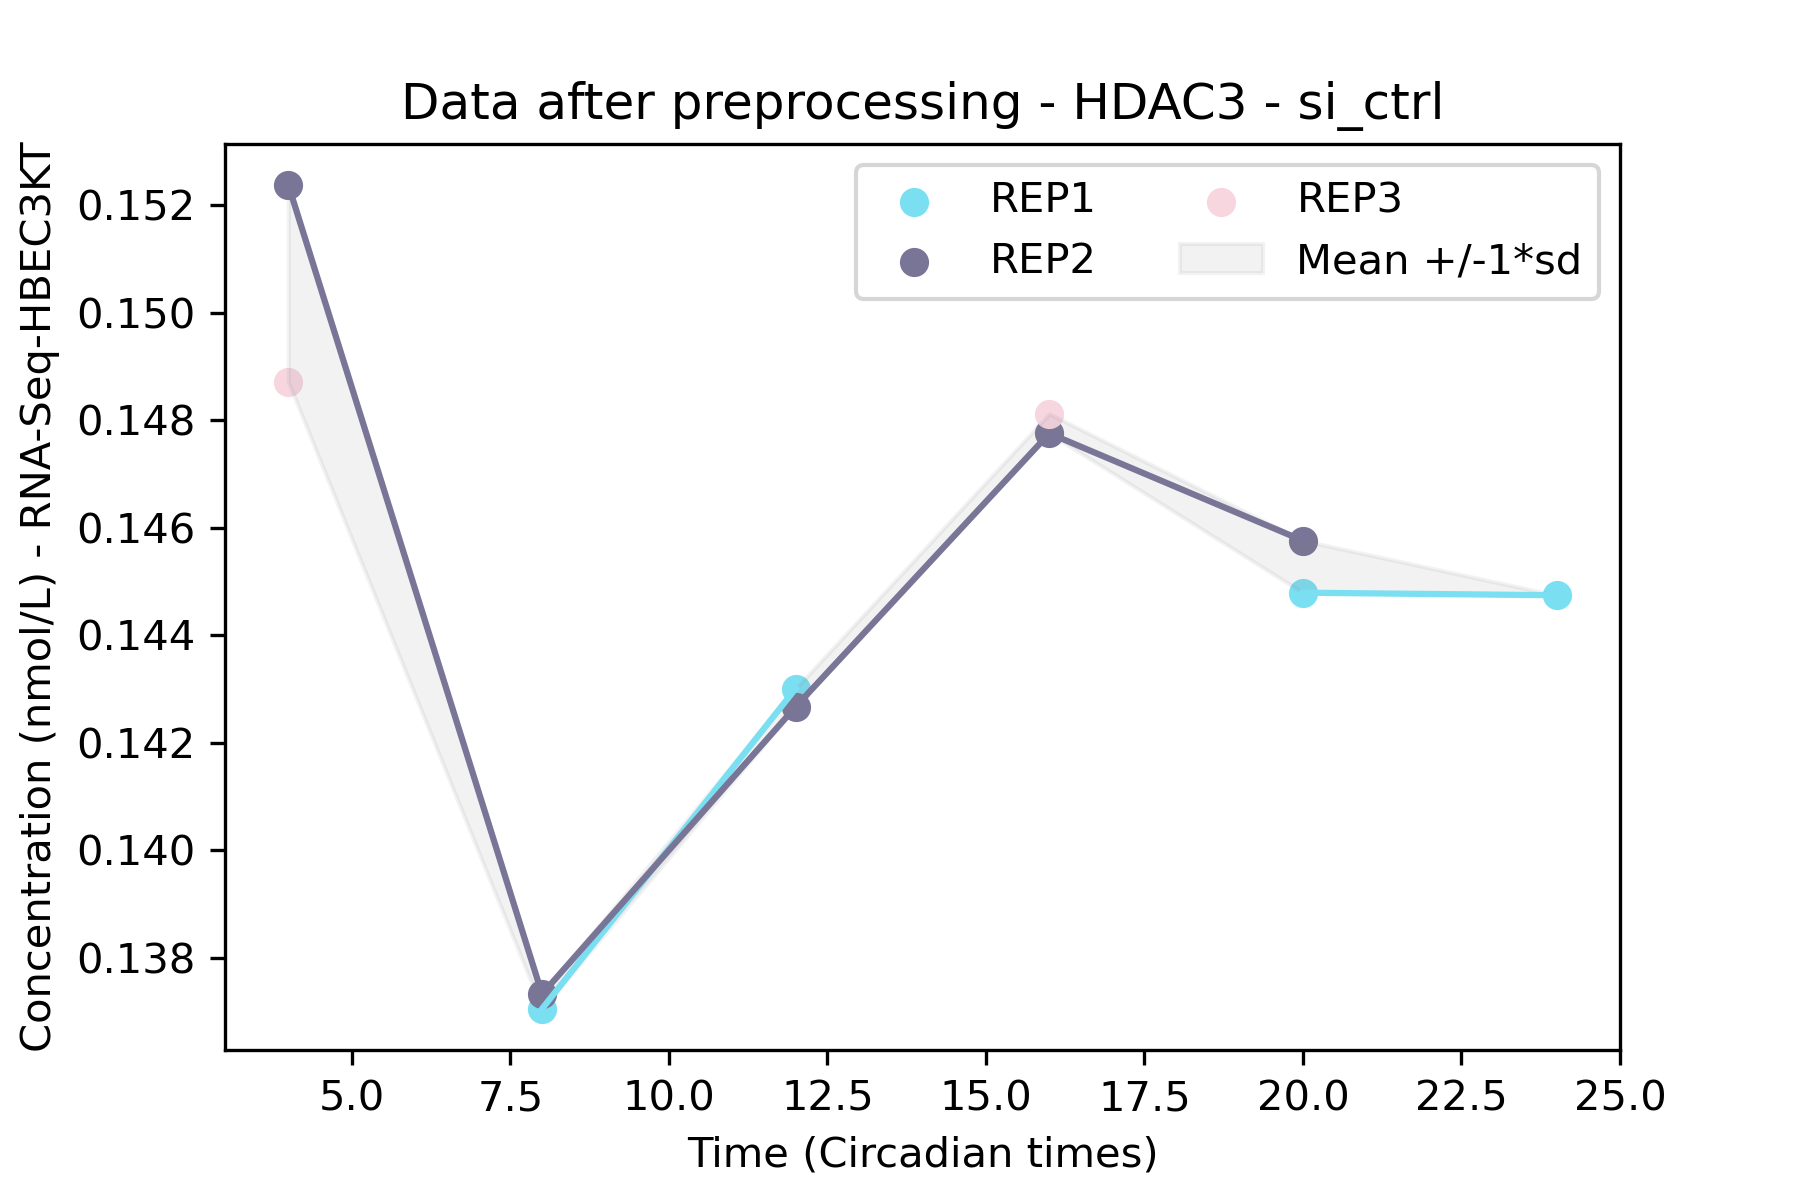 Data after preprocessing - HDAC3 - si_ctrl
Concentration (nmol/L) - RNA-Seq-HBEC3KT
0.152
0.150
0.148
0.146
0.144
0.142
0.140
0.138
REP1
REP2
REP3
Mean +/-1*sd
5.0 7.5 10.0 12.5 15.0 17.5 20.0 22.5 25.0
Time (Circadian times)